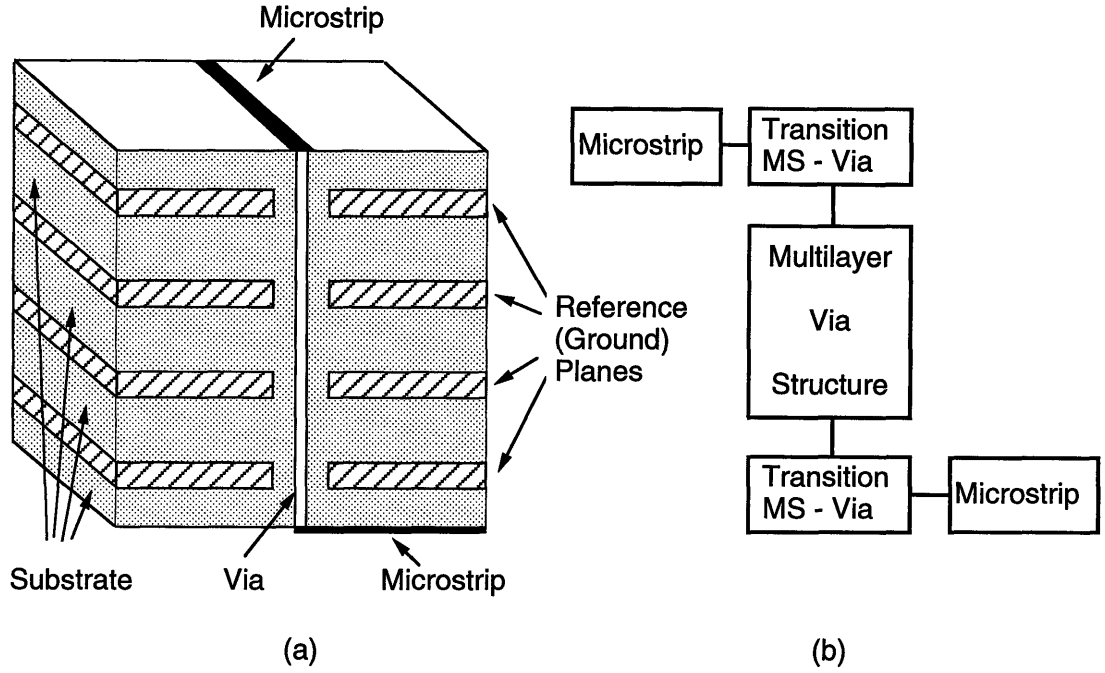 Microstrip
Reference
(Ground)
Planes
Substrate
Via
Microstrip
(a)
Microstrip
Transition
MS - Via
Multilayer
Via
Structure
Transition
MS - Via
Microstrip
(b)